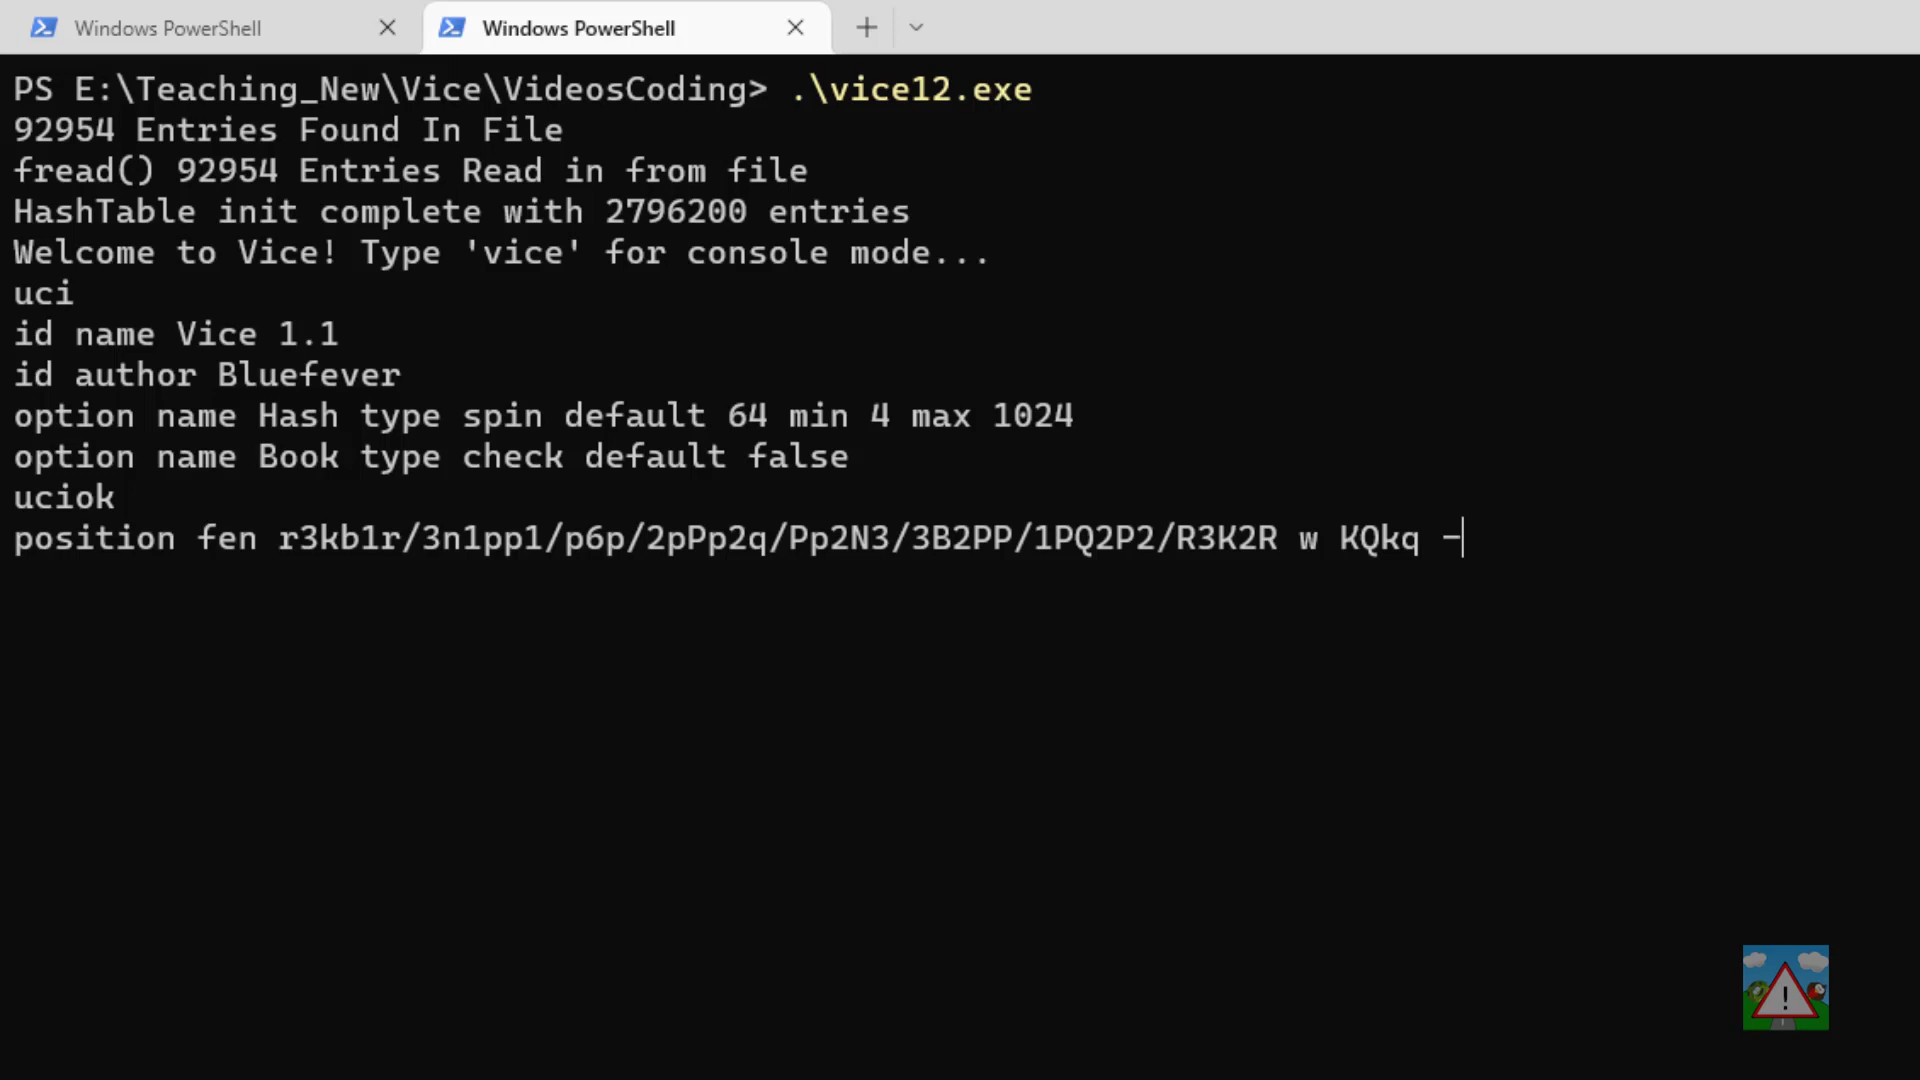 Windows PowerShell
Windows PowerShell
PS E:\Teaching_New\Vice\VideosCoding> .\vice12.exe
92954 Entries Found In File
fread() 92954 Entries Read in from file
HashTable init complete with 2796200 entries
Welcome to Vice! Type 'vice' for console mode...
uci
id name Vice 1.1
id author Bluefever
option name Hash type spin default 64 min 4 max 1024
option name Book type check default false
uciok
position fen r3kb1r/3n1pp1/p6p/2pPp2q/Pp2N3/3B2PP/1PQ2P2/R3K2R w KQkq -